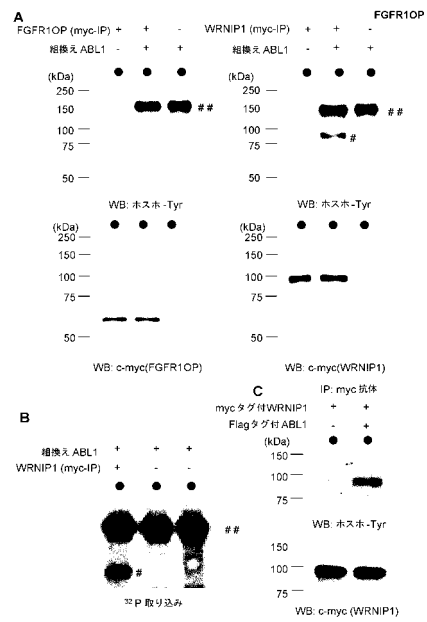 FGFR1OP
A
FGFR1OP (myc-IP) + + -
組換え ABL1 - + +
(kDa)
250
150
100
75
50
##
WB: ホスホ-Tyr
(kDa)
250
150
100
75
50
WB: c-myc(FGFR1OP)
WRNIP1 (myc-IP) + + -
組換え ABL1 - + +
(kDa)
250
150
100
75
50
##
#
WB: ホスホ-Tyr
(kDa)
250
150
100
75
50
WB: c-myc(WRNIP1)
B
組換え ABL1 + + +
WRNIP1 (myc-IP) + - -
##
#
32P 取り込み
C
IP: myc 抗体
mycタグ付WRNIP1 + +
Flagタグ付ABL1 - +
(kDa)
150
100
75
WB: ホスホ-Tyr
150
100
75
WB: c-myc (WRNIP1)